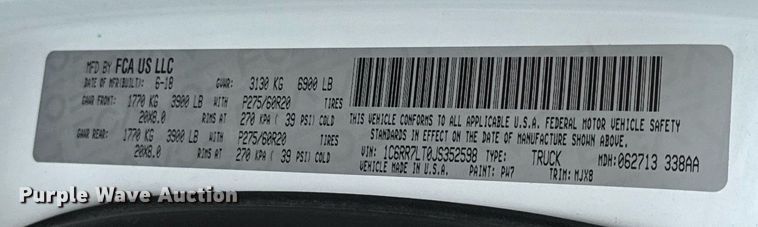 MFD BY FCA US LLC
DATE OF MFR(BUILT): 6-18 GVWR: 3130 KG 6900 LB
GAWR FRONT: 1770 KG 3900 LB WITH P275/60R20 TIRES
20X8.0 RIMS AT 270 KPA ( 39 PSI) COLD
GAWR REAR: 1770 KG 3900 LB WITH P275/60R20 TIRES
20X8.0 RIMS AT 270 KPA ( 39 PSI) COLD
THIS VEHICLE CONFORMS TO ALL APPLICABLE U.S.A. FEDERAL MOTOR VEHICLE SAFETY
STANDARDS IN EFFECT ON THE DATE OF MANUFACTURE SHOWN ABOVE.
VIN: 1C6RR7LT0JS352598 TYPE: TRUCK MDH: 062713 338AA
VEHICLE MADE IN U.S.A. PAINT: PW7 TRIM: MJX8
Purple Wave Auction